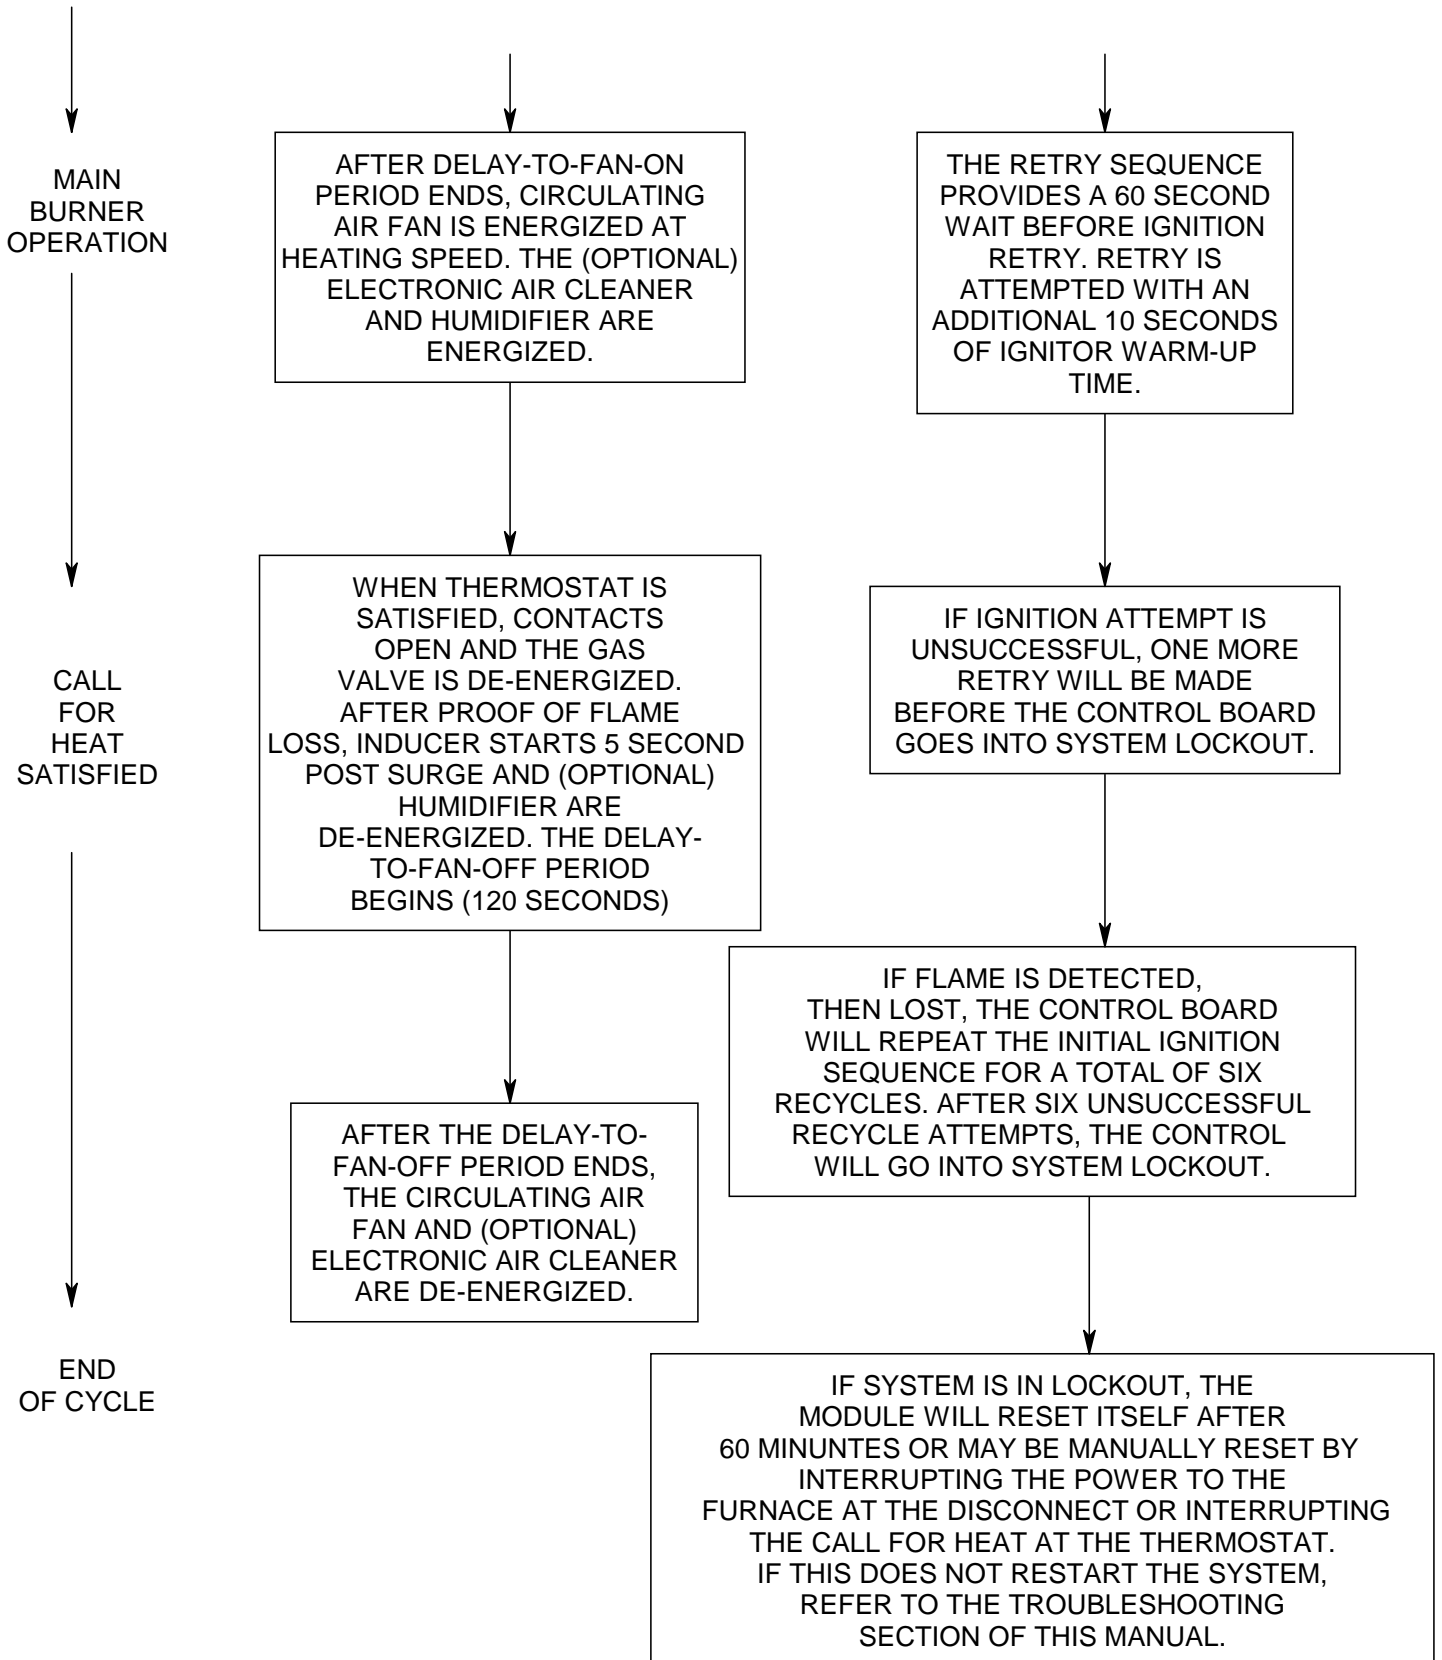 MAIN
BURNER
OPERATION
CALL
FOR
HEAT
SATISFIED
END
OF CYCLE
AFTER DELAY-TO-FAN-ON
PERIOD ENDS, CIRCULATING
AIR FAN IS ENERGIZED AT
HEATING SPEED. THE (OPTIONAL)
ELECTRONIC AIR CLEANER
AND HUMIDIFIER ARE
ENERGIZED.
WHEN THERMOSTAT IS
SATISFIED, CONTACTS
OPEN AND THE GAS
VALVE IS DE-ENERGIZED.
AFTER PROOF OF FLAME
LOSS, INDUCER STARTS 5 SECOND
POST SURGE AND (OPTIONAL)
HUMIDIFIER ARE
DE-ENERGIZED. THE DELAY-
TO-FAN-OFF PERIOD
BEGINS (120 SECONDS)
AFTER THE DELAY-TO-
FAN-OFF PERIOD ENDS,
THE CIRCULATING AIR
FAN AND (OPTIONAL)
ELECTRONIC AIR CLEANER
ARE DE-ENERGIZED.
THE RETRY SEQUENCE
PROVIDES A 60 SECOND
WAIT BEFORE IGNITION
RETRY. RETRY IS
ATTEMPTED WITH AN
ADDITIONAL 10 SECONDS
OF IGNITOR WARM-UP
TIME.
IF IGNITION ATTEMPT IS
UNSUCCESSFUL, ONE MORE
RETRY WILL BE MADE
BEFORE THE CONTROL BOARD
GOES INTO SYSTEM LOCKOUT.
IF FLAME IS DETECTED,
THEN LOST, THE CONTROL BOARD
WILL REPEAT THE INITIAL IGNITION
SEQUENCE FOR A TOTAL OF SIX
RECYCLES. AFTER SIX UNSUCCESSFUL
RECYCLE ATTEMPTS, THE CONTROL
WILL GO INTO SYSTEM LOCKOUT.
IF SYSTEM IS IN LOCKOUT, THE
MODULE WILL RESET ITSELF AFTER
60 MINUNTES OR MAY BE MANUALLY RESET BY
INTERRUPTING THE POWER TO THE
FURNACE AT THE DISCONNECT OR INTERRUPTING
THE CALL FOR HEAT AT THE THERMOSTAT.
IF THIS DOES NOT RESTART THE SYSTEM,
REFER TO THE TROUBLESHOOTING
SECTION OF THIS MANUAL.